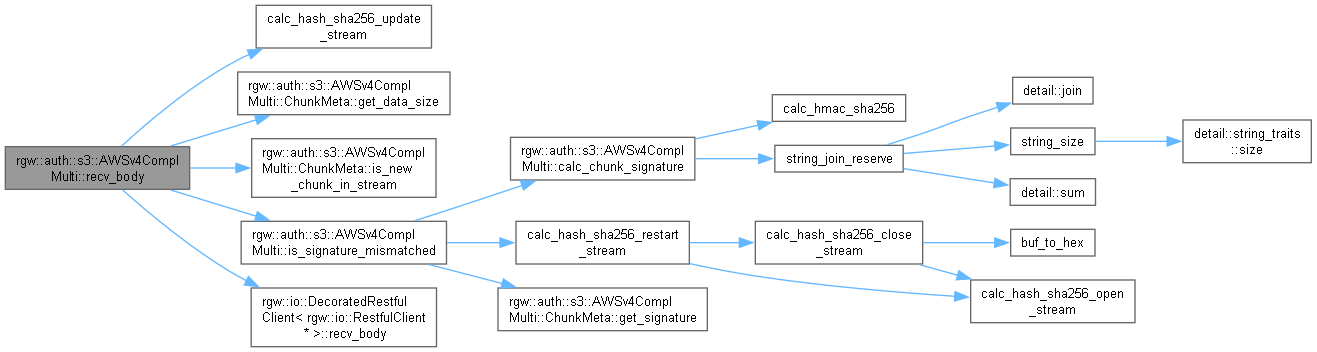 rgw::auth::s3::AWSv4Compl
Multi::recv_body
calc_hash_sha256_update
_stream
rgw::auth::s3::AWSv4Compl
Multi::ChunkMeta::get_data_size
rgw::auth::s3::AWSv4Compl
Multi::ChunkMeta::is_new
_chunk_in_stream
rgw::auth::s3::AWSv4Compl
Multi::is_signature_mismatched
rgw::io::DecoratedRestful
Client< rgw::io::RestfulClient
* >::recv_body
rgw::auth::s3::AWSv4Compl
Multi::calc_chunk_signature
calc_hash_sha256_restart
_stream
rgw::auth::s3::AWSv4Compl
Multi::ChunkMeta::get_signature
calc_hmac_sha256
string_join_reserve
calc_hash_sha256_close
_stream
detail::join
string_size
detail::sum
buf_to_hex
calc_hash_sha256_open
_stream
detail::string_traits
::size